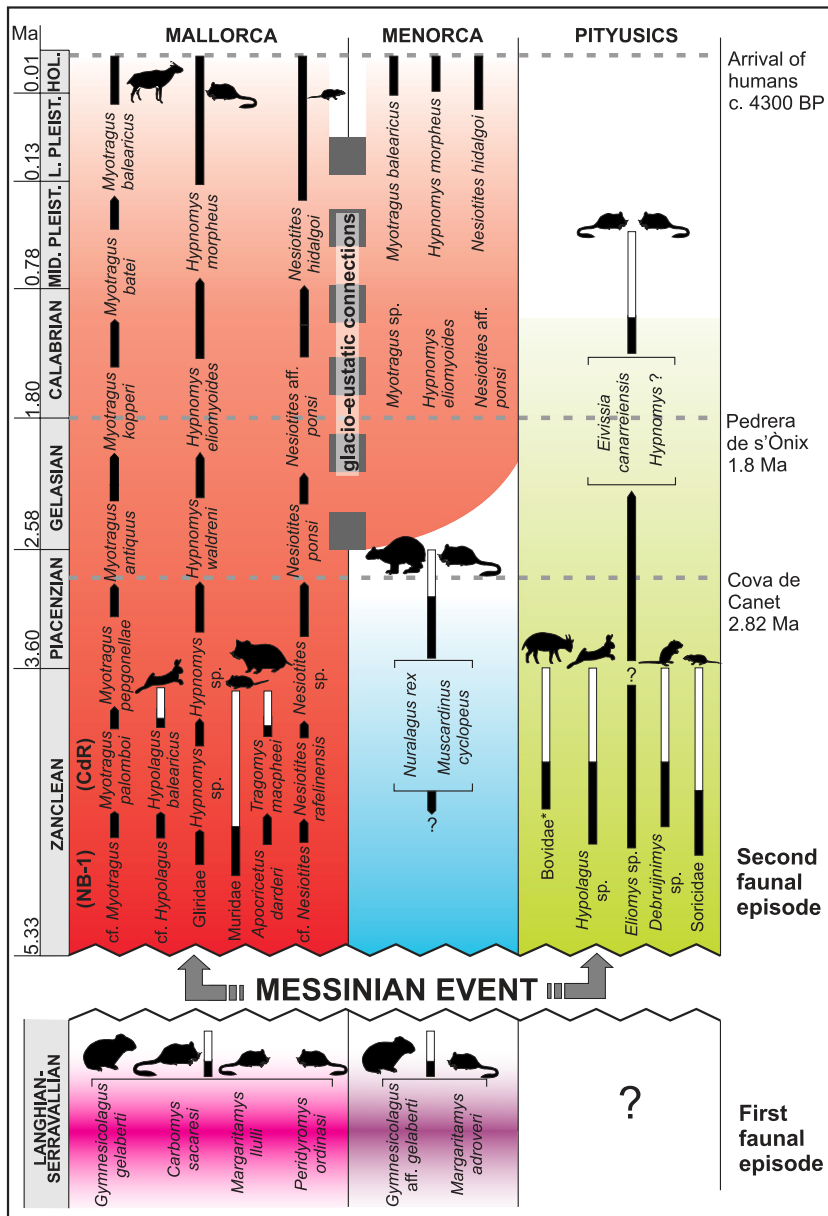 Ma
MALLORCA
MENORCA
PITYUSICS
HOL.
0.01
L. PLEIST.
0.13
MID. PLEIST.
0.78
CALABRIAN
1.80
GELASIAN
2.58
PIACENZIAN
3.60
ZANCLEAN
5.33
LANGHIAN-
SERRAVALLIAN
Arrival of
humans
c. 4300 BP
Pedrera
de s'Ònix
1.8 Ma
Cova de
Canet
2.82 Ma
Second
faunal
episode
First
faunal
episode
Myotragus
balearicus
Myotragus
batei
Myotragus
kopperi
Myotragus
antiquus
Myotragus
pepgonellae
Myotragus
palomboi
cf. Myotragus
(CdR)
(NB-1)
Hypolagus
balearicus
cf. Hypolagus
Hypnomys
morpheus
Hypnomys
eliomyoides
Hypnomys
waldreni
Hypnomys
sp.
Hypnomys
sp.
Gliridae
Muridae
Tragomys
macpheei
Apocricetus
darderi
Nesiotites
hidalgoi
Nesiotites aff.
ponsi
Nesiotites
ponsi
Nesiotites
sp.
Nesiotites
rafelinensis
cf. Nesiotites
glacio-eustatic connections
Myotragus balearicus
Hypnomys morpheus
Nesiotites hidalgoi
Myotragus sp.
Hypnomys
eliomyoides
Nesiotites aff.
ponsi
Nuralagus rex
Muscardinus
cyclopeus
?
Eivissia
canarreiensis
Hypnomys ?
?
Bovidae*
Hypolagus
sp.
Eliomys sp.
Debruijnimys
sp.
Soricidae
MESSINIAN EVENT
Gymnesicolagus
gelaberti
Carbomys
sacaresi
Margaritamys
llulli
Peridyromys
ordinasi
Gymnesicolagus
aff. gelaberti
Margaritamys
adroveri
?